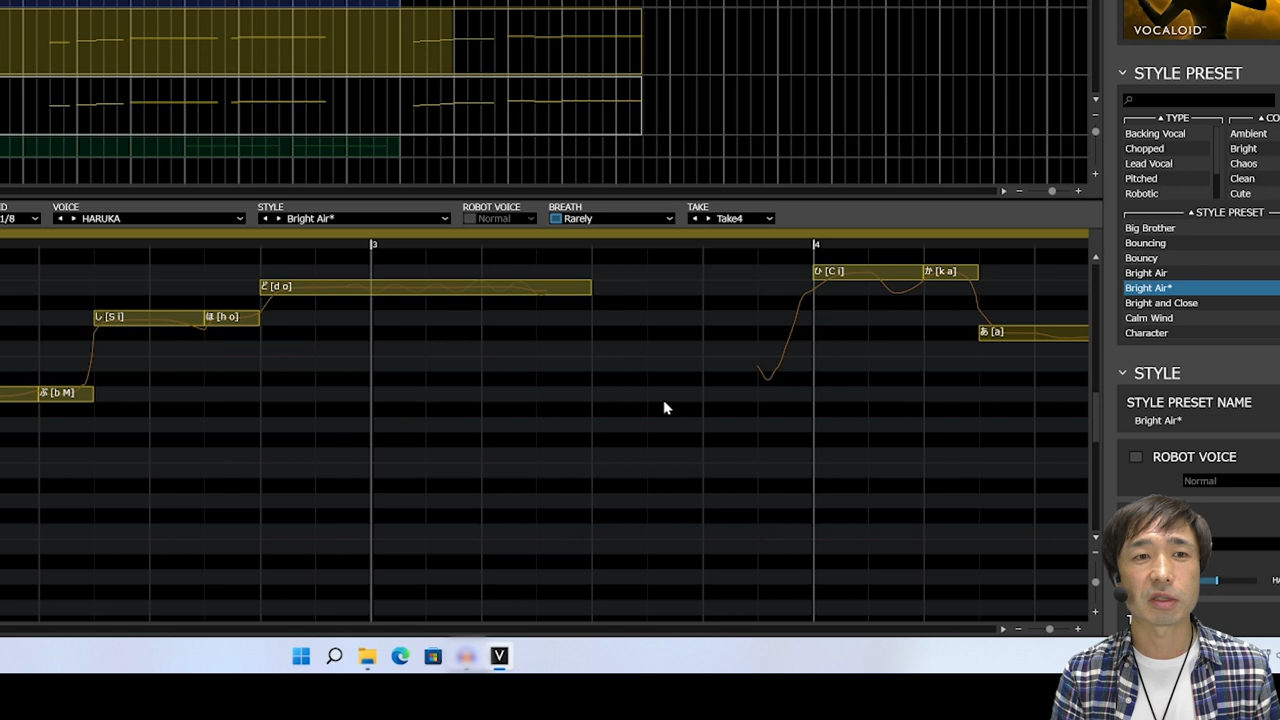 VOCALOID™
STYLE PRESET
TYPE
Backing Vocal
Ambient
Chopped
Bright
Lead Vocal
Chaos
Pitched
Clean
Robotic
Cute
STYLE PRESET
Big Brother
Bouncing
Bouncy
Bright Air
Bright Air*
Bright and Close
Calm Wind
Character
STYLE
STYLE PRESET NAME
Bright Air*
ROBOT VOICE
Normal
VOICE STYLE ROBOT VOICE BREATH TAKE
1/8 HARUKA Bright Air* Normal Rarely Take4
3 4
ひ [C i] か [k a]
ど [d o]
し [S i] ほ [h o]
あ [a]
ぶ [b M]
V